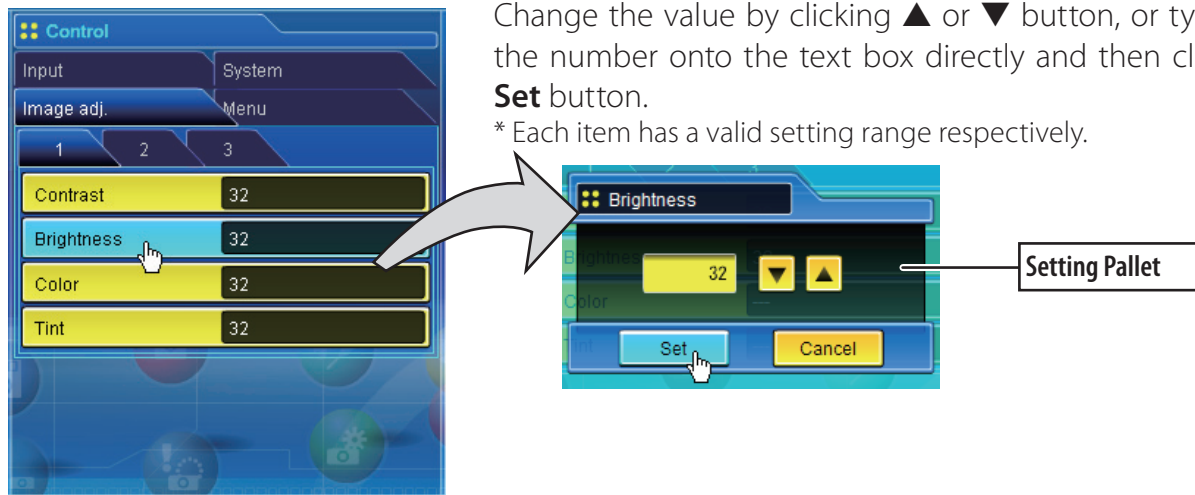 Control
Input System
Image adj. Menu
1 2 3
Contrast 32
Brightness 32
Color 32
Tint 32
Change the value by clicking ▲ or ▼ button, or ty
the number onto the text box directly and then cl
Set button.
* Each item has a valid setting range respectively.
Brightness
Brightnes
32 ▼ ▲
Color
Tint
Set Cancel
Setting Pallet